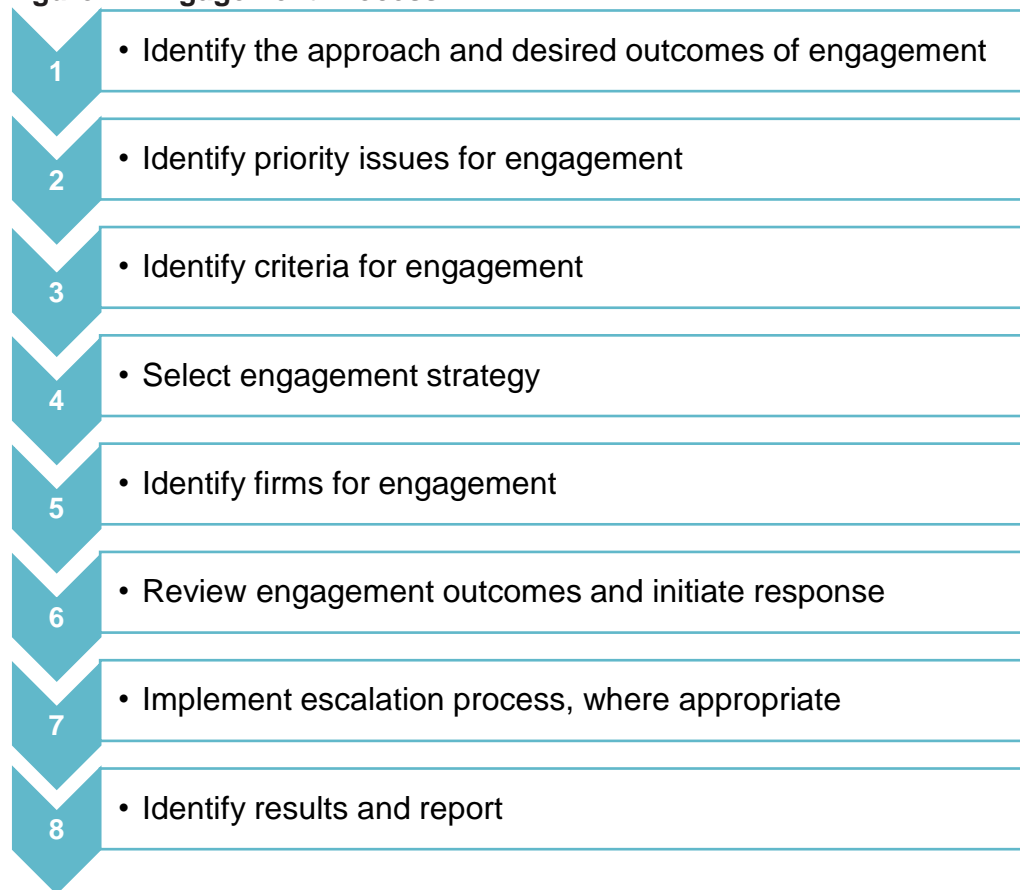 1
• Identify the approach and desired outcomes of engagement
2
• Identify priority issues for engagement
3
• Identify criteria for engagement
4
• Select engagement strategy
5
• Identify firms for engagement
6
• Review engagement outcomes and initiate response
7
• Implement escalation process, where appropriate
8
• Identify results and report